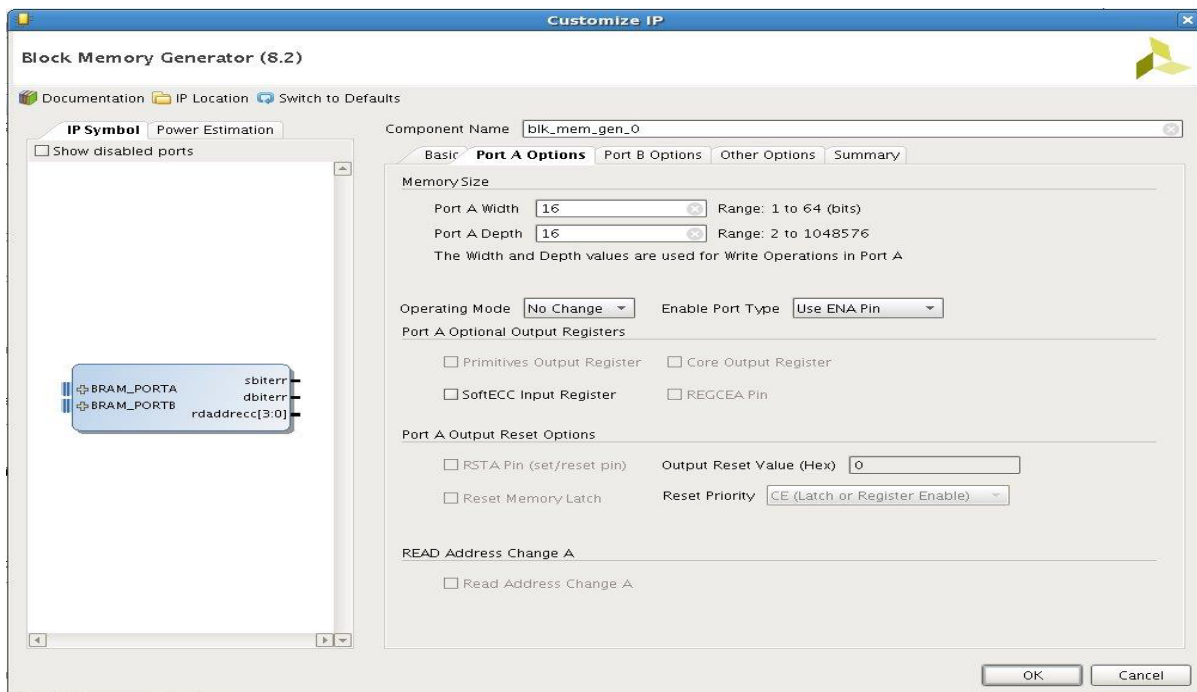 Customize IP
Block Memory Generator (8.2)
Documentation IP Location Switch to Defaults
IP Symbol Power Estimation
Show disabled ports
BRAM_PORTA
BRAM_PORTB
sbiterr
dbiterr
rdaddrecc[3:0]
Component Name blk_mem_gen_0
Basic Port A Options Port B Options Other Options Summary
Memory Size
Port A Width 16 Range: 1 to 64 (bits)
Port A Depth 16 Range: 2 to 1048576
The Width and Depth values are used for Write Operations in Port A
Operating Mode No Change Enable Port Type Use ENA Pin
Port A Optional Output Registers
Primitives Output Register Core Output Register
SoftECC Input Register REGCEA Pin
Port A Output Reset Options
RSTA Pin (set/reset pin) Output Reset Value (Hex) 0
Reset Memory Latch Reset Priority CE (Latch or Register Enable)
READ Address Change A
Read Address Change A
OK Cancel